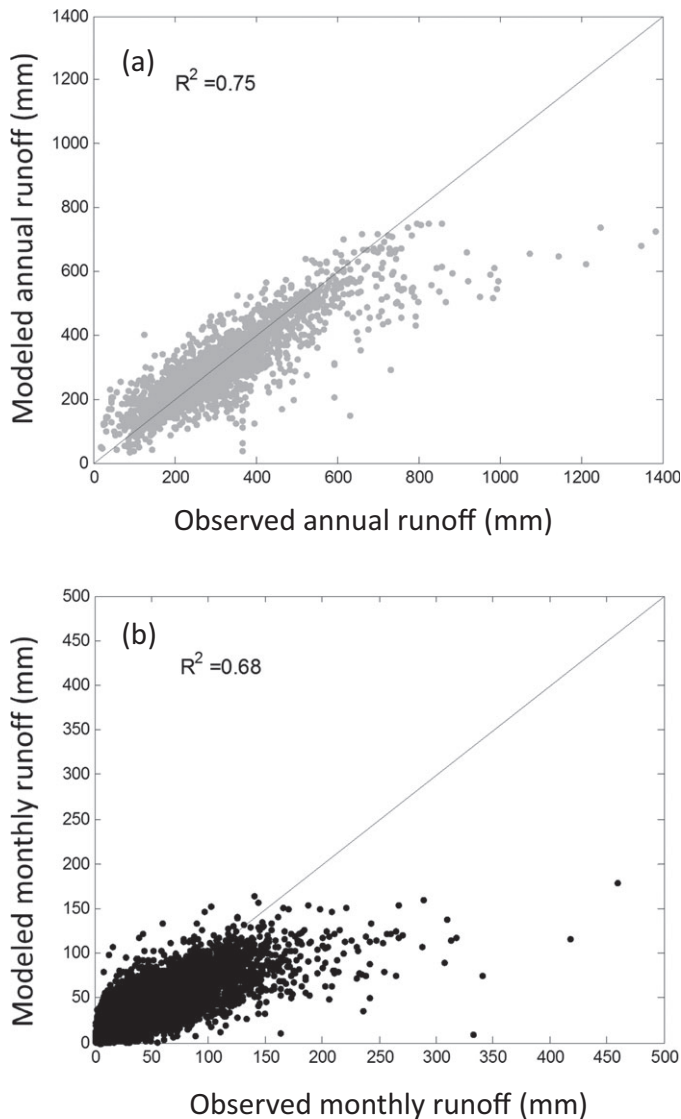 1400
(a)
R² =0.75
1200
1000
800
600
400
200
0
Modeled annual runoff (mm)
0 200 400 600 800 1000 1200 1400
Observed annual runoff (mm)
500
(b)
450
R² =0.68
400
350
300
250
200
150
100
50
0
Modeled monthly runoff (mm)
0 50 100 150 200 250 300 350 400 450 500
Observed monthly runoff (mm)